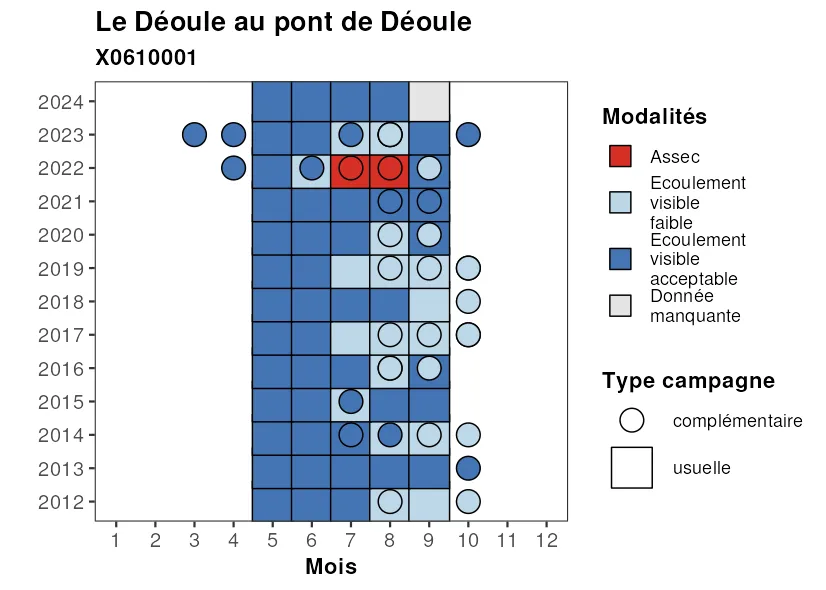 Le Déoule au pont de Déoule
X0610001
2024
2023
2022
2021
2020
2019
2018
2017
2016
2015
2014
2013
2012
1 2 3 4 5 6 7 8 9 10 11 12
Mois
Modalités
Assec
Ecoulement
visible
faible
Ecoulement
visible
acceptable
Donnée
manquante
Type campagne
complémentaire
usuelle